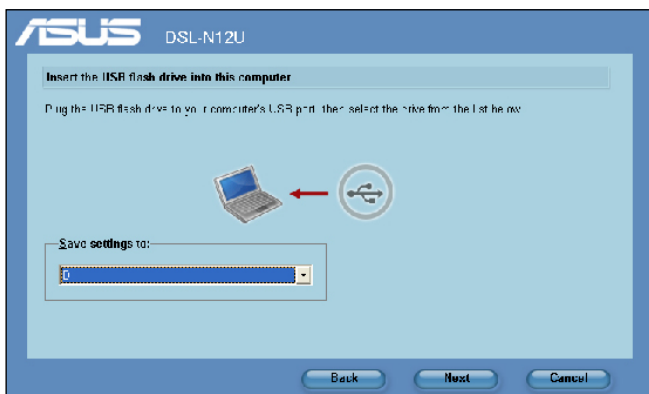 ASUS DSL-N12U
Insert the USB flash drive into this computer
Plug the USB flash drive to your computer's USB port, then select the drive from the list below
Save settings to:
Back Next Cancel